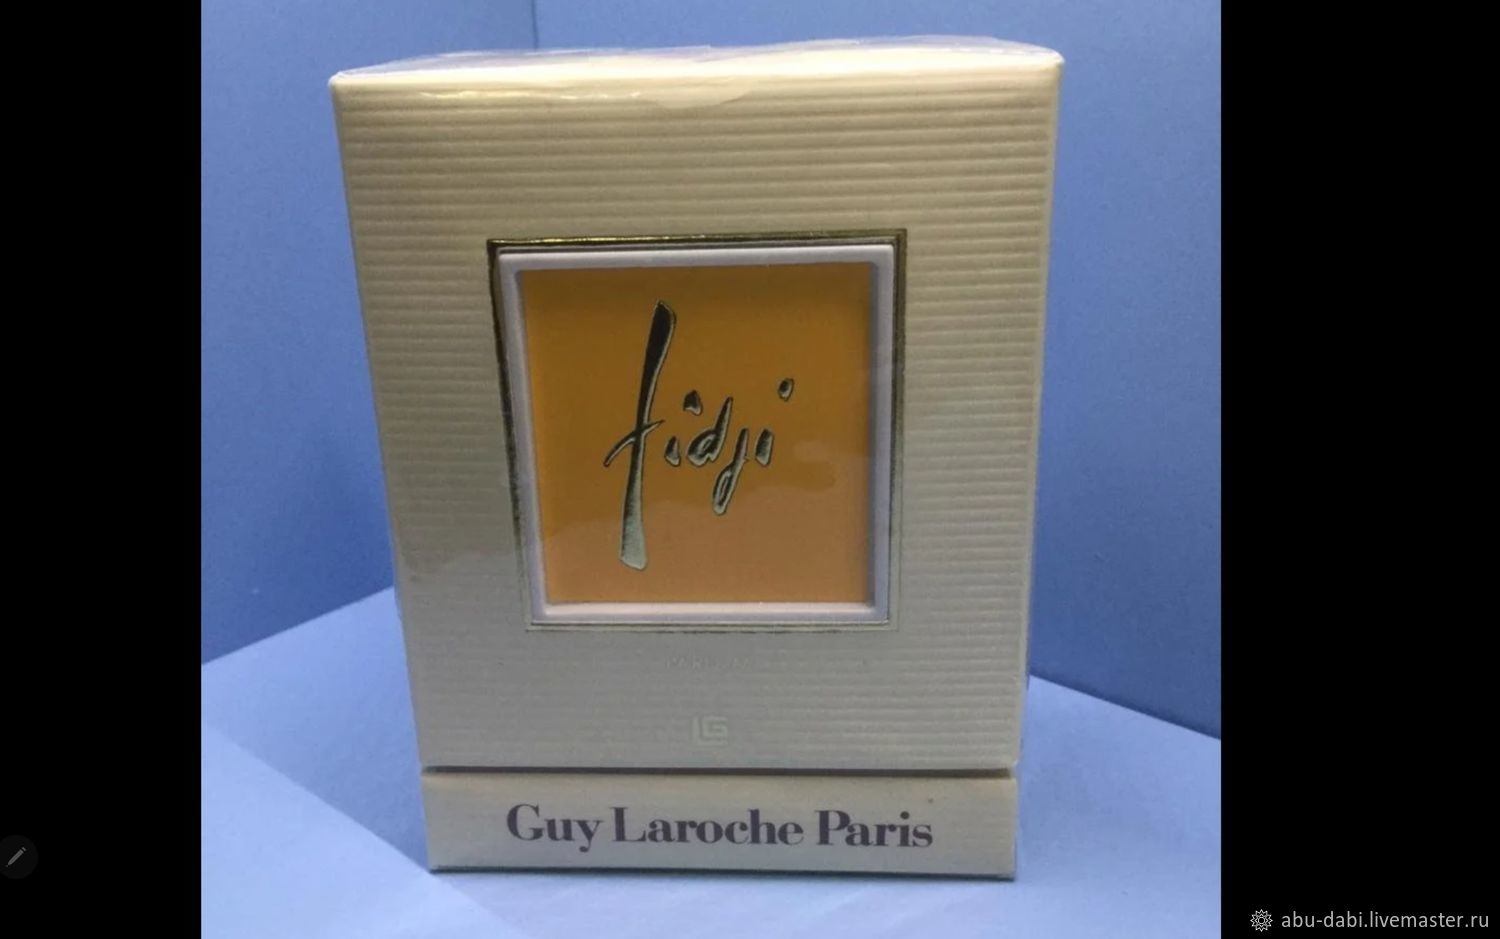 fidji
PARFUM
LG
Guy Laroche Paris
abu-dabi.livemaster.ru